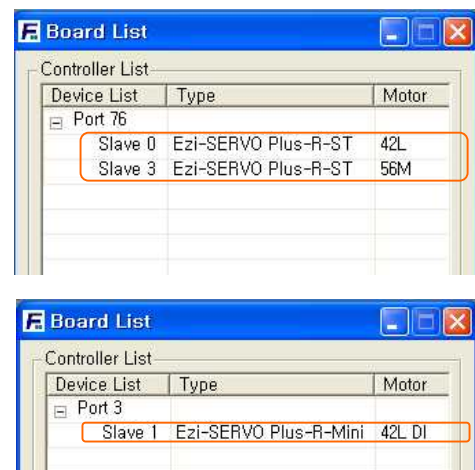 Board List
Controller List
Device List Type Motor
Port 76
Slave 0 Ezi-SERVO Plus-R-ST 42L
Slave 3 Ezi-SERVO Plus-R-ST 56M
Board List
Controller List
Device List Type Motor
Port 3
Slave 1 Ezi-SERVO Plus-R-Mini 42L DI